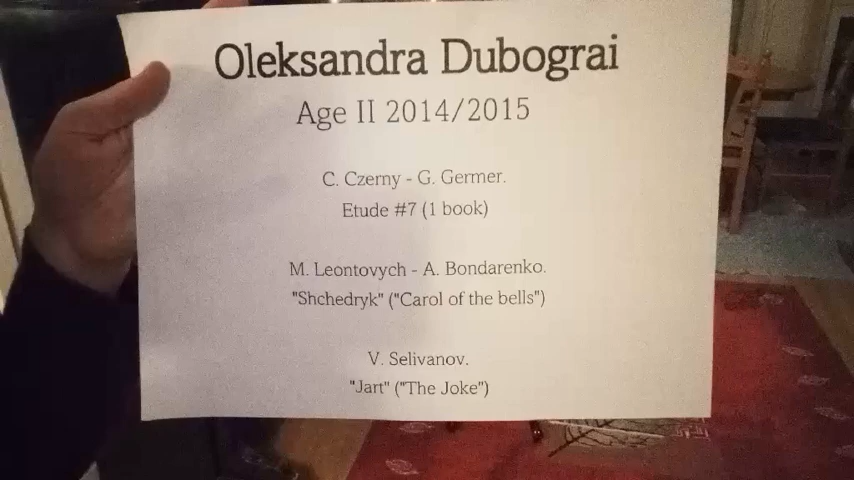 Oleksandra Dubograi
Age II 2014/2015
C. Czerny - G. Germer.
Etude #7 (1 book)
M. Leontovych - A. Bondarenko.
"Shchedryk" ("Carol of the bells")
V. Selivanov.
"Jart" ("The Joke")